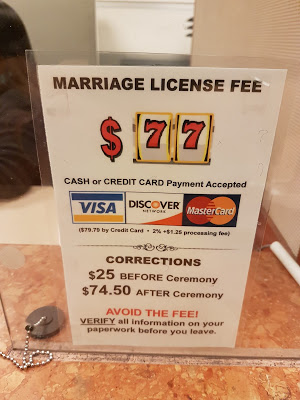 MARRIAGE LICENSE FEE
$77
CASH or CREDIT CARD Payment Accepted
VISA DISCOVER NETWORK MasterCard
($79.79 by Credit Card • 2% +$1.25 processing fee)
CORRECTIONS
$25 BEFORE Ceremony
$74.50 AFTER Ceremony
AVOID THE FEE!
VERIFY all information on your
paperwork before you leave.